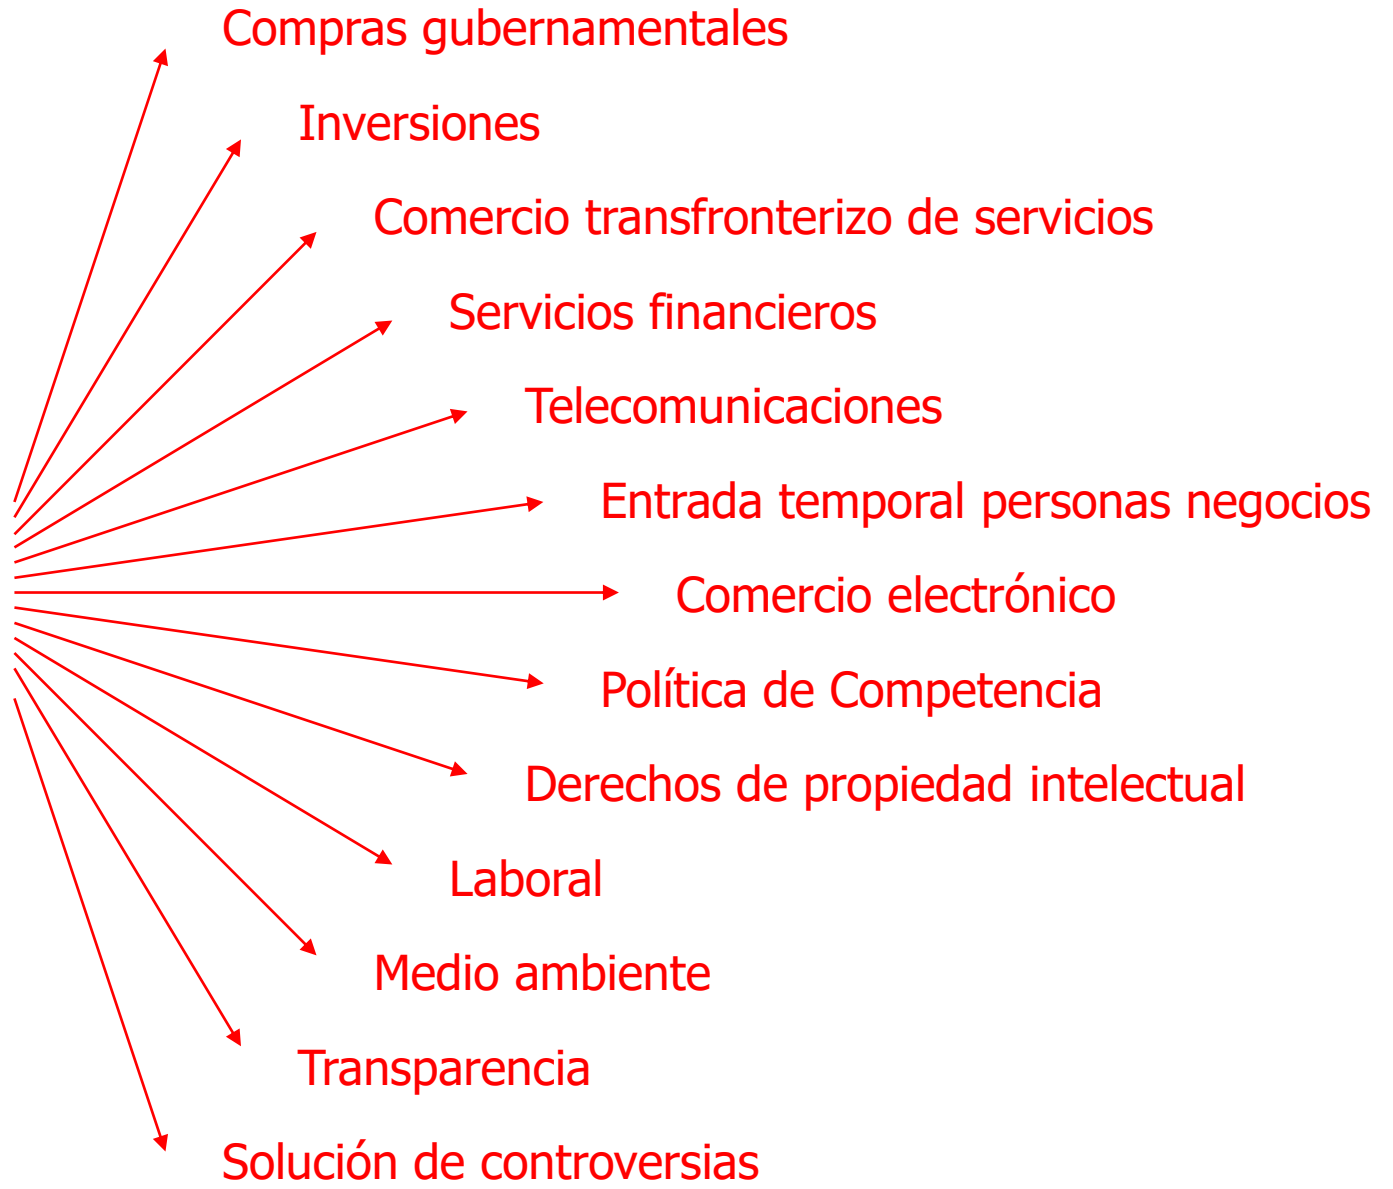 Compras gubernamentales
Inversiones
Comercio transfronterizo de servicios
Servicios financieros
Telecomunicaciones
Entrada temporal personas negocios
Comercio electrónico
Política de Competencia
Derechos de propiedad intelectual
Laboral
Medio ambiente
Transparencia
Solución de controversias